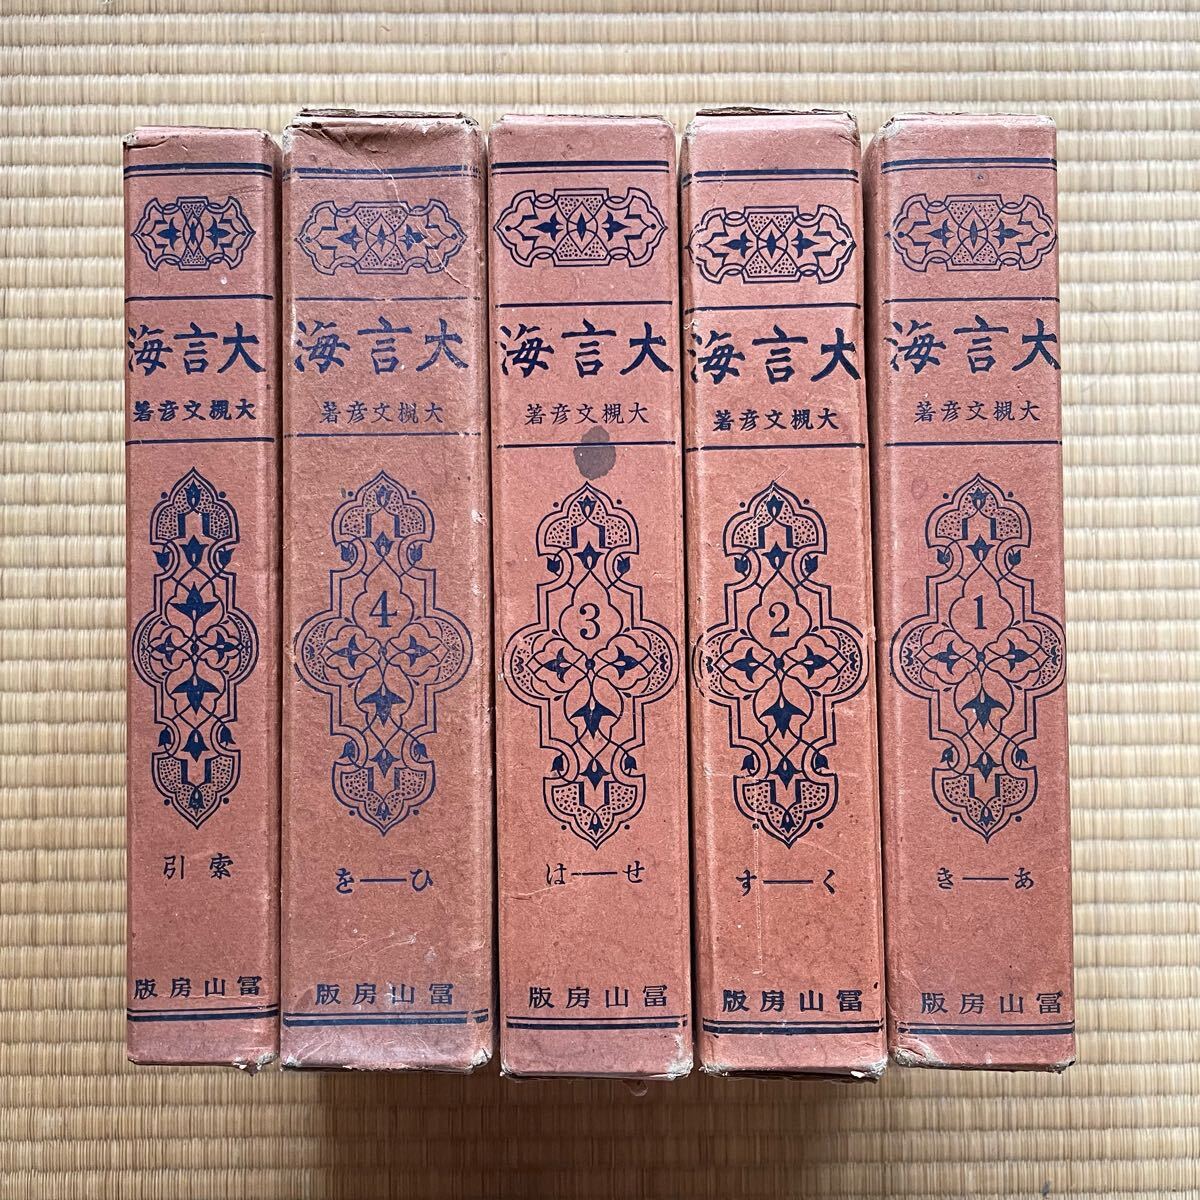 大言海
大槻文彦著
1
あ―き
冨山房版
大言海
大槻文彦著
2
く―す
冨山房版
大言海
大槻文彦著
3
せ―は
冨山房版
大言海
大槻文彦著
4
ひ―を
冨山房版
大言海
大槻文彦著
索引
冨山房版